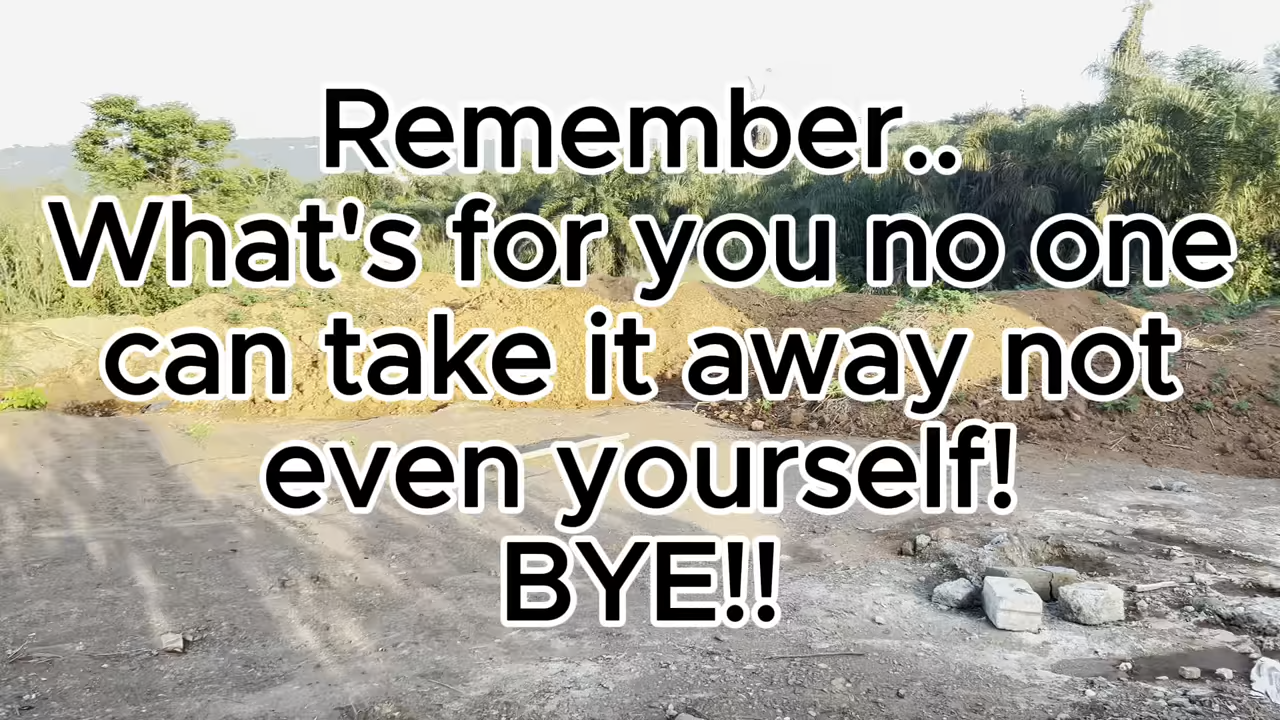 Remember..
What's for you no one
can take it away not
even yourself!
BYE!!